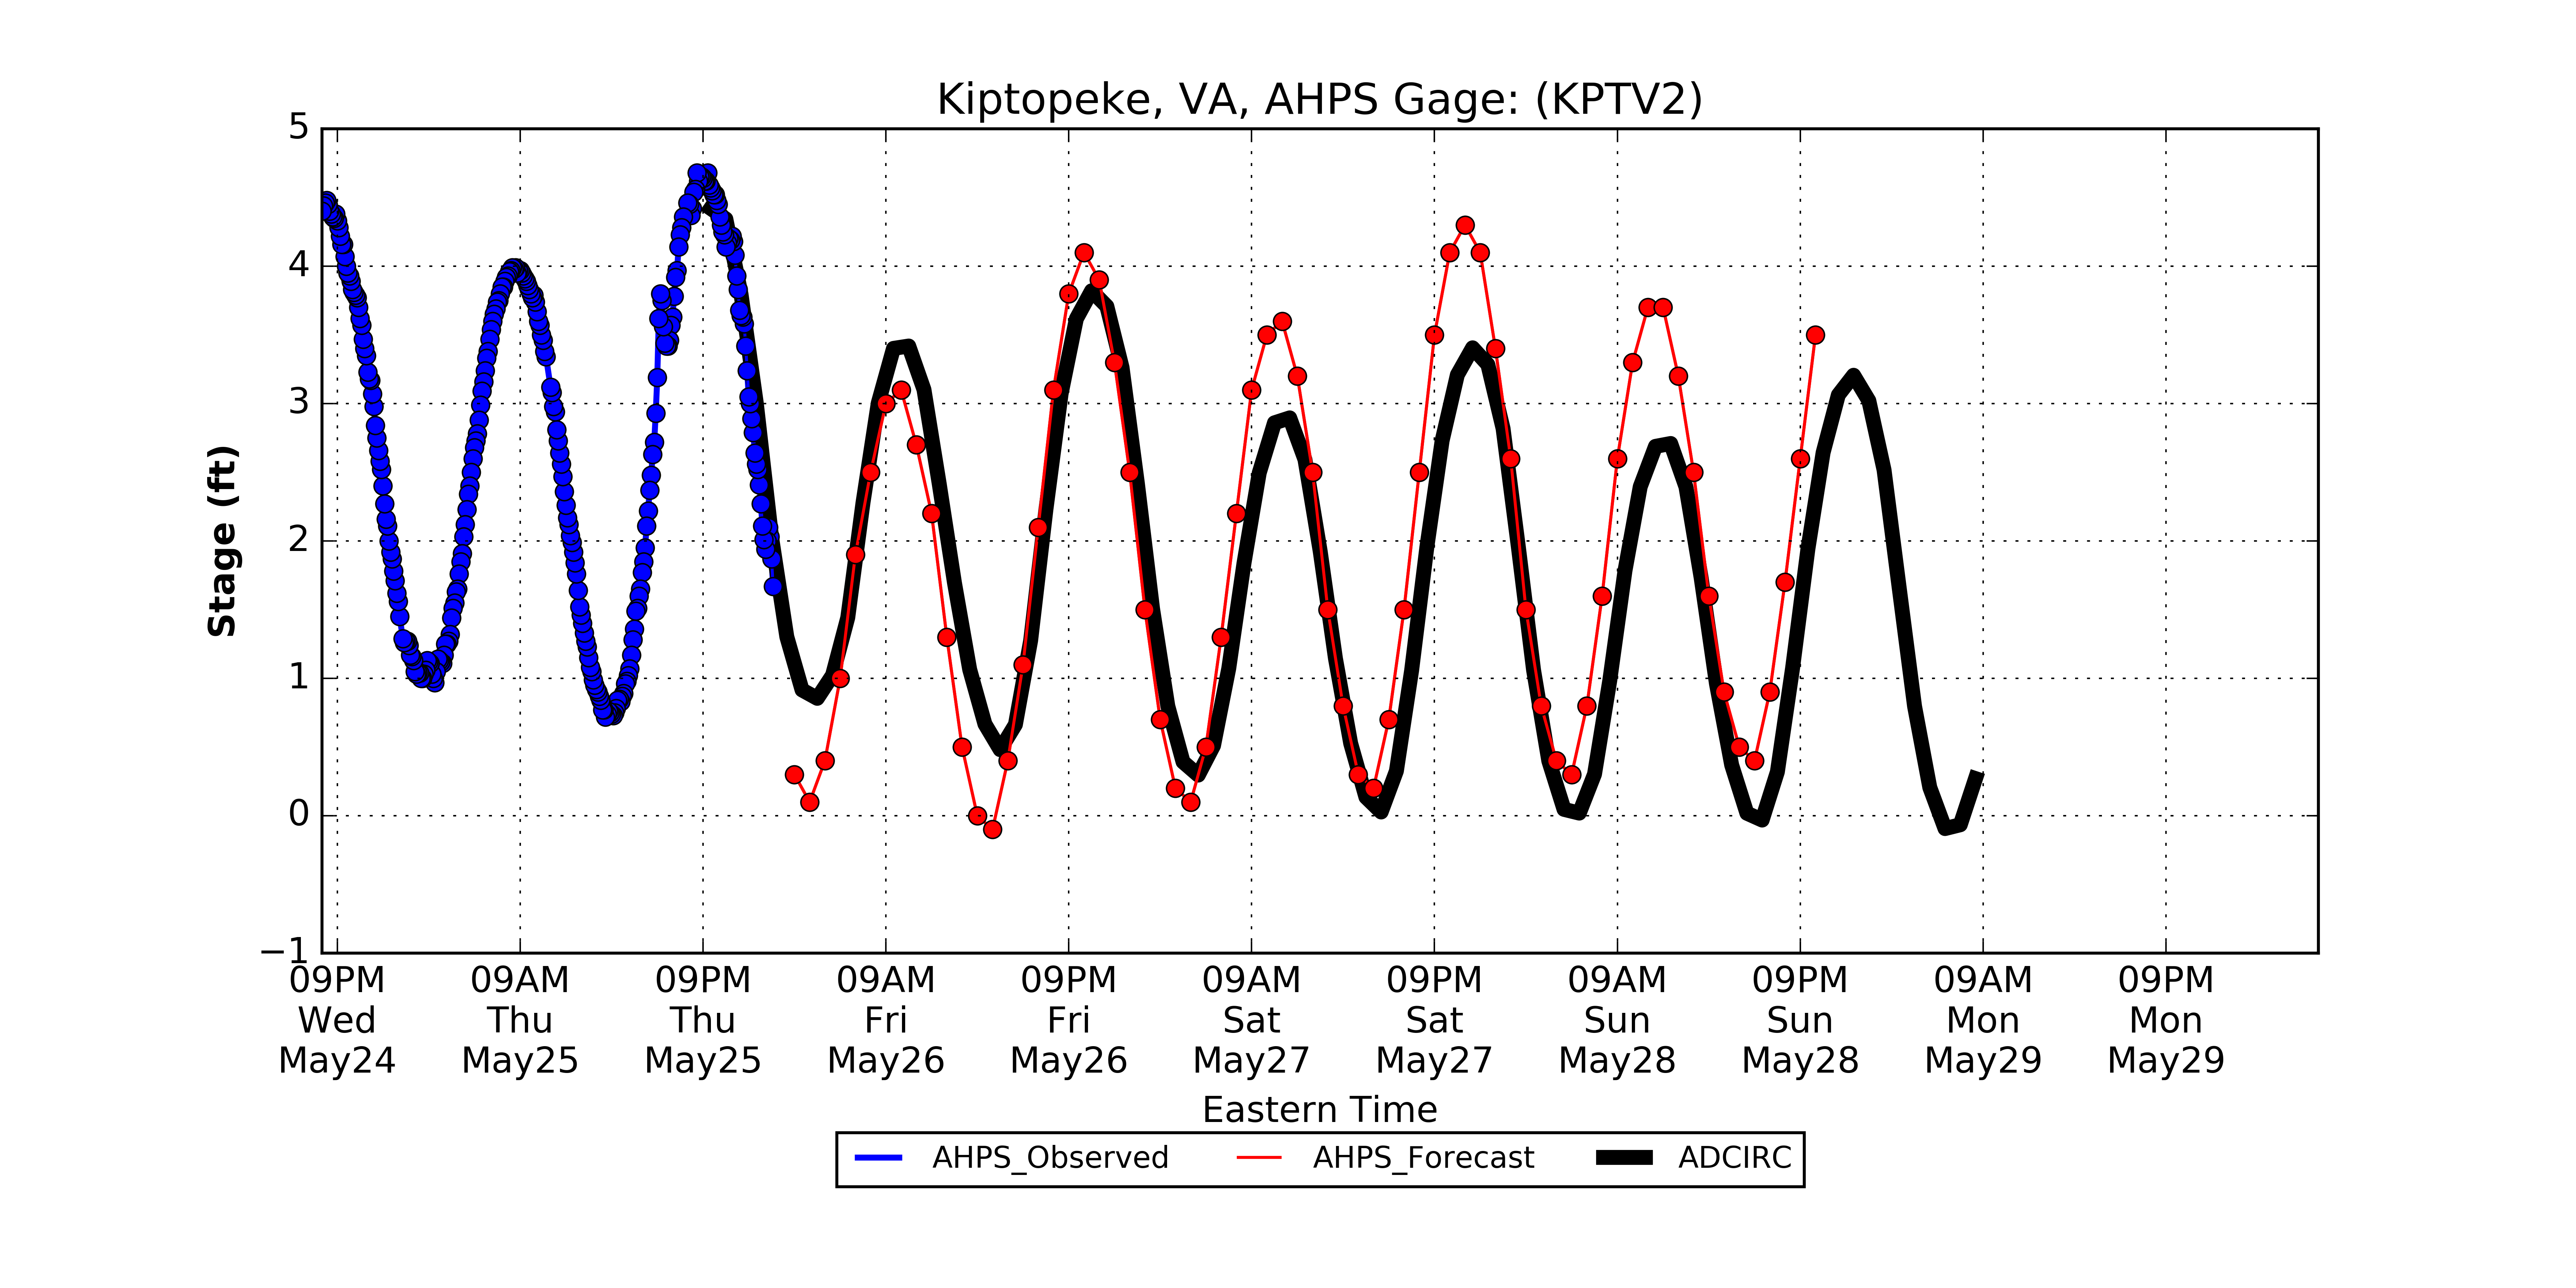 Kiptopeke, VA, AHPS Gage: (KPTV2)
5
4
3
2
1
0
−1
Stage (ft)
09PM 09AM 09PM 09AM 09PM 09AM 09PM 09AM 09PM 09AM 09PM
Wed Thu Thu Fri Fri Sat Sat Sun Sun Mon Mon
May24 May25 May25 May26 May26 May27 May27 May28 May28 May29 May29
Eastern Time
AHPS_Observed AHPS_Forecast ADCIRC